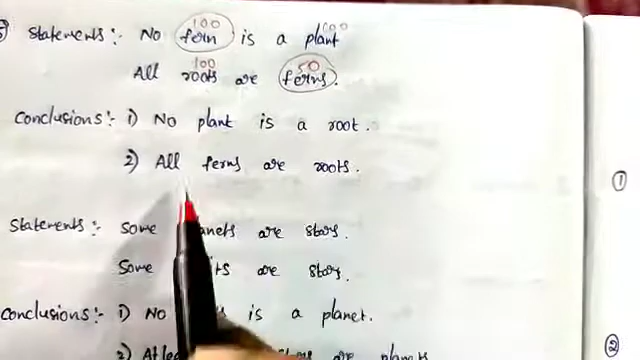 Statements :- No fern is a plant
100 100
All roots are ferns.
100 50
Conclusions :- 1) No plant is a root.
2) All ferns are roots.
Statements :- Some are stars.
Some are stars.
Conclusions :- 1) No is a planet.
2) are
1
2